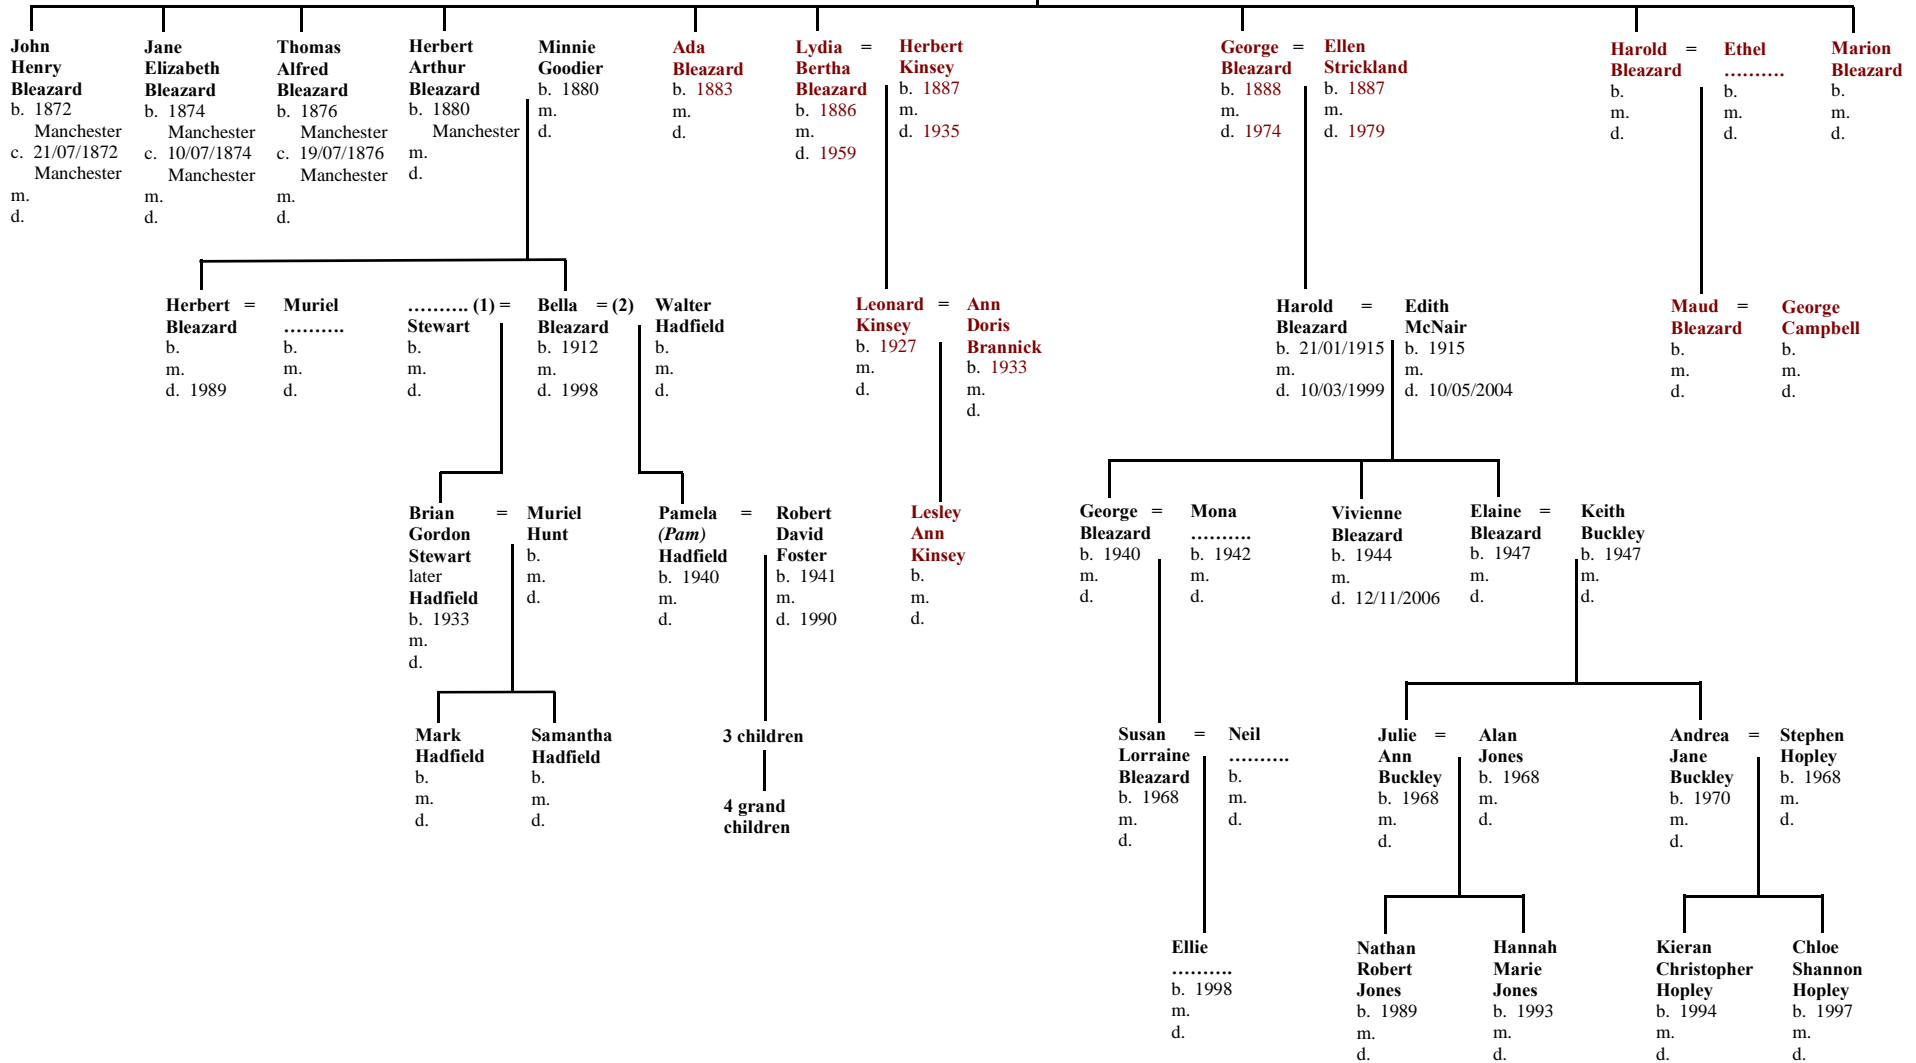 John
Henry
Bleazard
b. 1872
Manchester
c. 21/07/1872
Manchester
m.
d.
Jane
Elizabeth
Bleazard
b. 1874
Manchester
c. 10/07/1874
Manchester
m.
d.
Thomas
Alfred
Bleazard
b. 1876
Manchester
c. 19/07/1876
Manchester
m.
d.
Herbert
Arthur
Bleazard
b. 1880
Manchester
m.
d.
Minnie
Goodier
b. 1880
m.
d.
Ada
Bleazard
b. 1883
m.
d.
Lydia =
Bertha
Bleazard
b. 1886
m.
d. 1959
Herbert
Kinsey
b. 1887
m.
d. 1935
George =
Bleazard
b. 1888
m.
d. 1974
Ellen
Strickland
b. 1887
m.
d. 1979
Harold =
Bleazard
b.
m.
d.
Ethel
..........
b.
m.
d.
Marion
Bleazard
b.
m.
d.
Herbert =
Bleazard
b.
m.
d. 1989
Muriel
..........
b.
m.
d.
.......... (1) =
Stewart
b.
m.
d.
Bella = (2)
Bleazard
b. 1912
m.
d. 1998
Walter
Hadfield
b.
m.
d.
Leonard =
Kinsey
b. 1927
m.
d.
Ann
Doris
Brannick
b. 1933
m.
d.
Harold =
Bleazard
b. 21/01/1915
m.
d. 10/03/1999
Edith
McNair
b. 1915
m.
d. 10/05/2004
Maud =
Bleazard
b.
m.
d.
George
Campbell
b.
m.
d.
Brian =
Gordon
Stewart
later
Hadfield
b. 1933
m.
d.
Muriel
Hunt
b.
m.
d.
Pamela =
(Pam)
Hadfield
b. 1940
m.
d.
Robert
David
Foster
b. 1941
m.
d. 1990
Lesley
Ann
Kinsey
b.
m.
d.
George =
Bleazard
b. 1940
m.
d.
Mona
..........
b. 1942
m.
d.
Vivienne
Bleazard
b. 1944
m.
d. 12/11/2006
Elaine =
Bleazard
b. 1947
m.
d.
Keith
Buckley
b. 1947
m.
d.
Mark
Hadfield
b.
m.
d.
Samantha
Hadfield
b.
m.
d.
3 children
4 grand
children
Susan =
Lorraine
Bleazard
b. 1968
m.
d.
Neil
..........
b.
m.
d.
Julie =
Ann
Buckley
b. 1968
m.
d.
Alan
Jones
b. 1968
m.
d.
Andrea =
Jane
Buckley
b. 1970
m.
d.
Stephen
Hopley
b. 1968
m.
d.
Ellie
..........
b. 1998
m.
d.
Nathan
Robert
Jones
b. 1989
m.
d.
Hannah
Marie
Jones
b. 1993
m.
d.
Kieran
Christopher
Hopley
b. 1994
m.
d.
Chloe
Shannon
Hopley
b. 1997
m.
d.